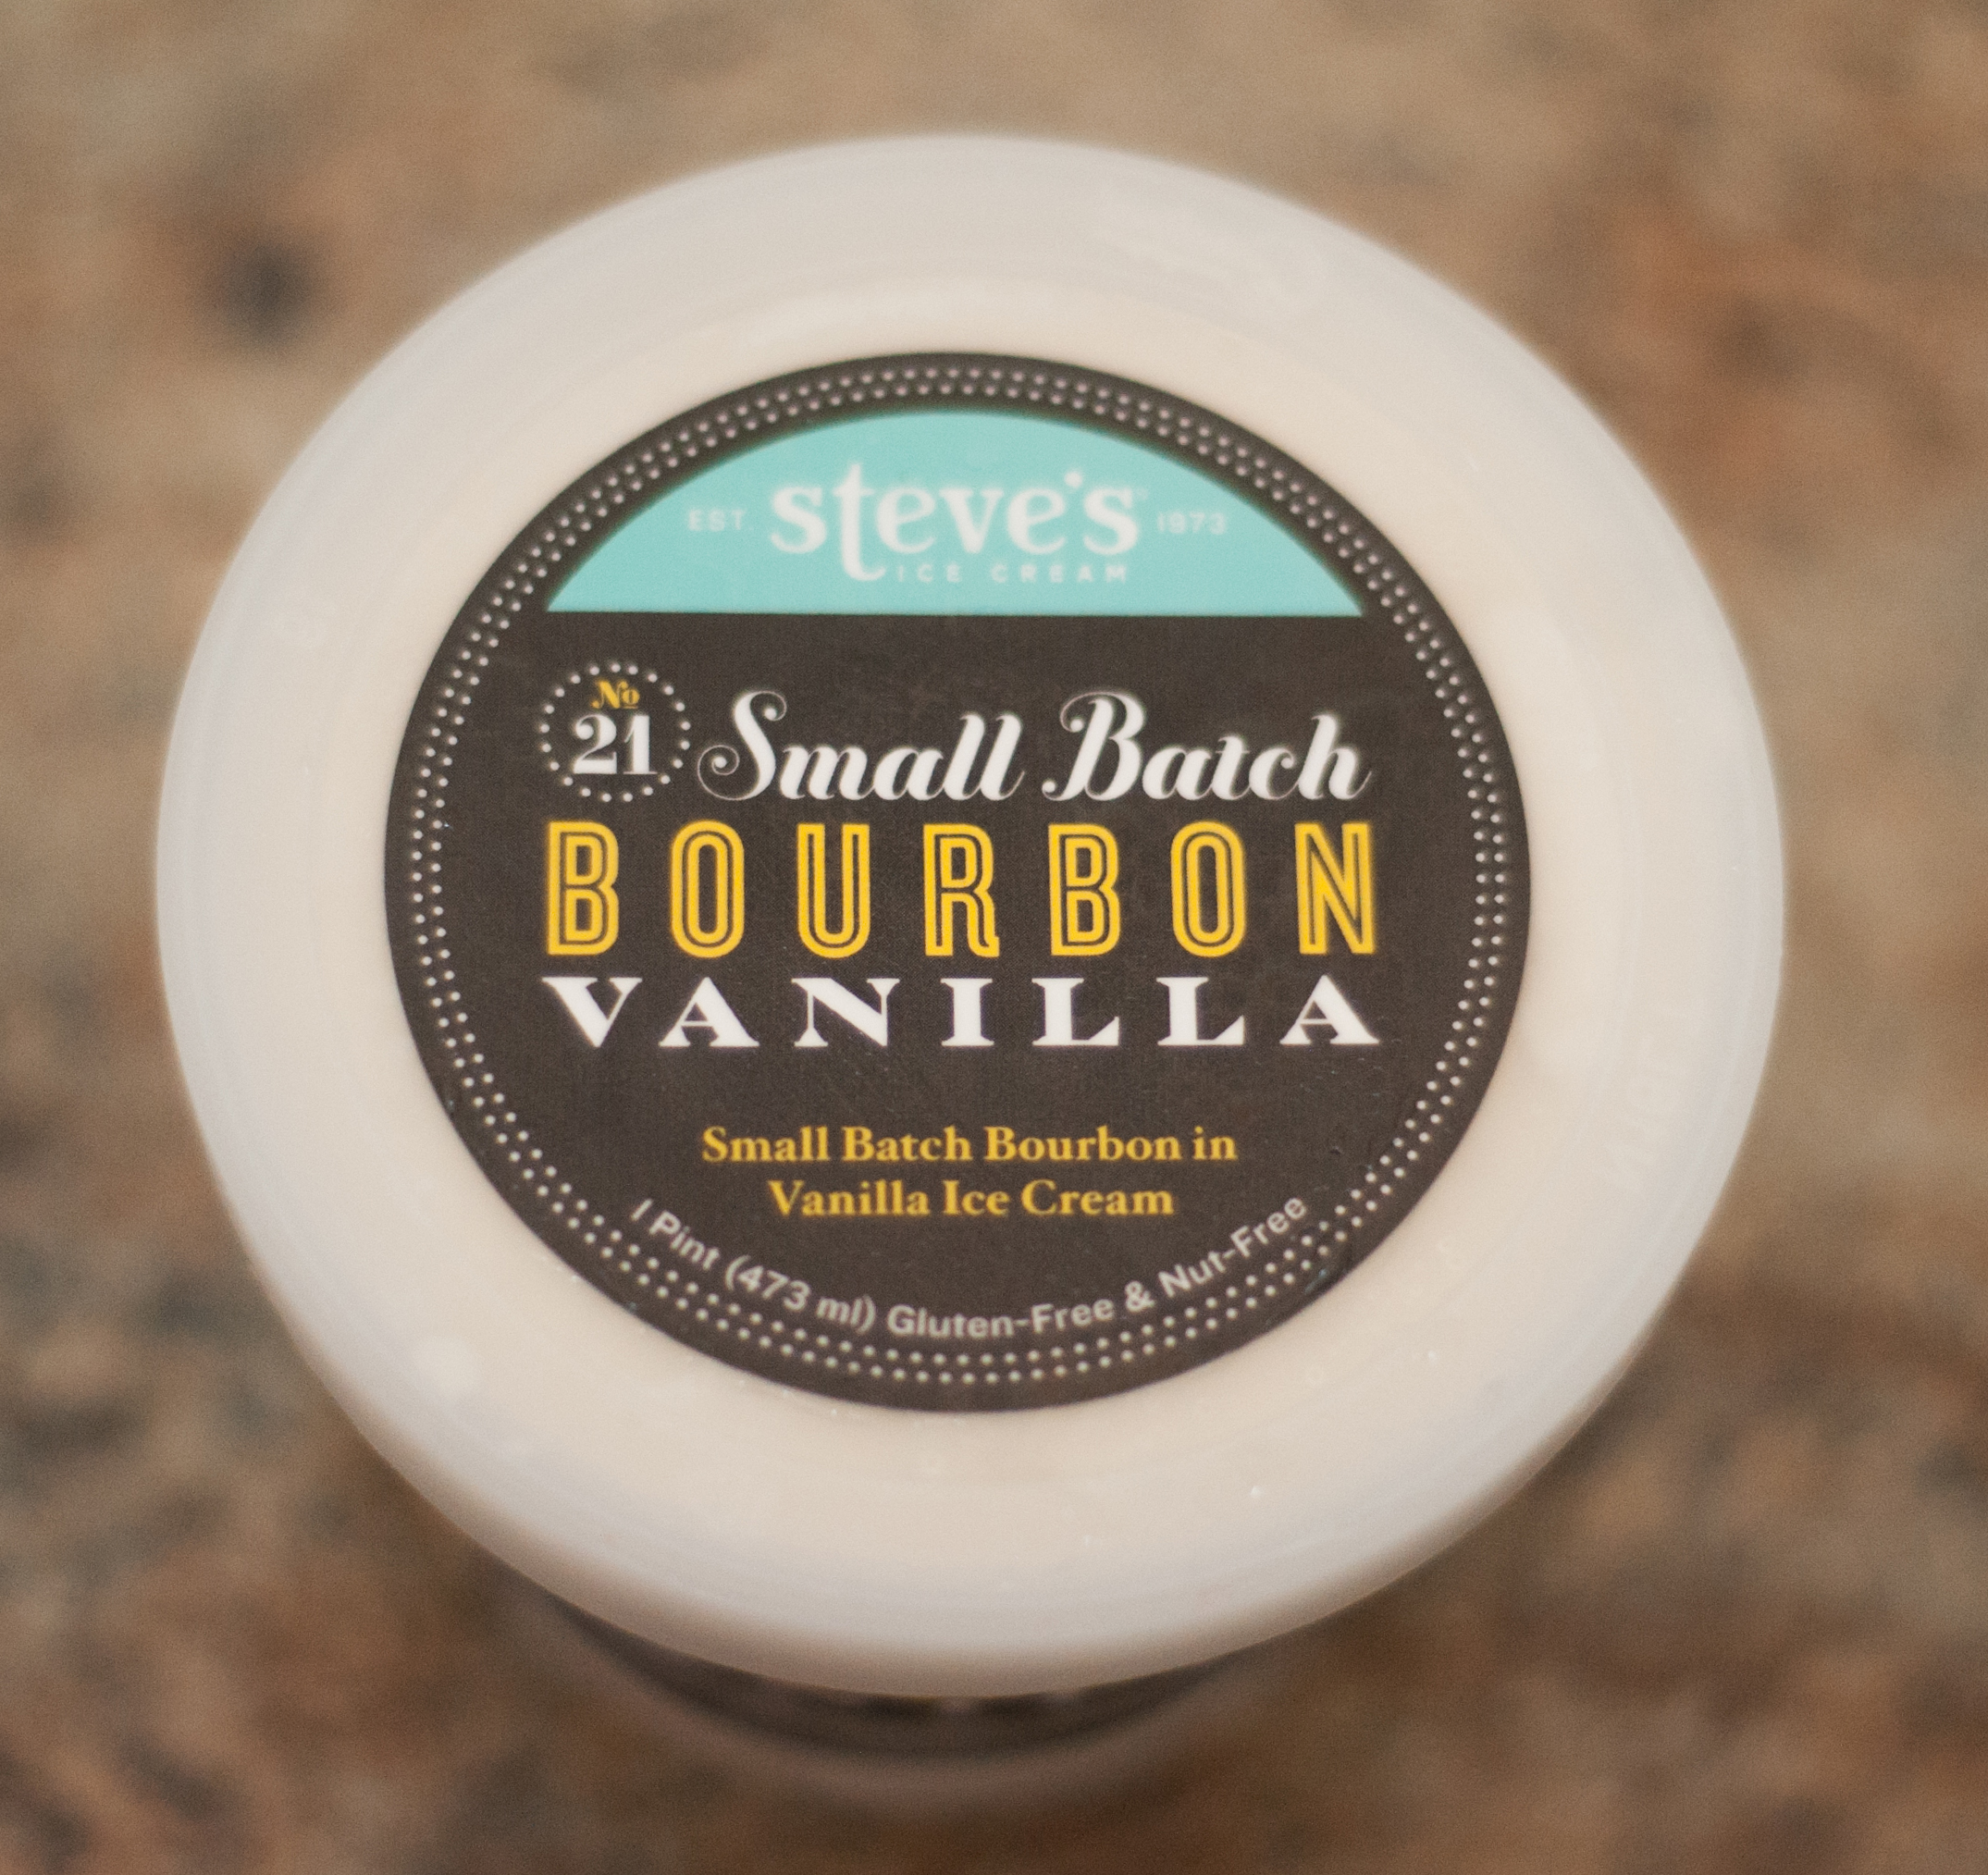 EST. steve's 1973
ICE CREAM
No
21
Small Batch
BOURBON
VANILLA
Small Batch Bourbon in
Vanilla Ice Cream
1 Pint (473 ml) Gluten-Free & Nut-Free